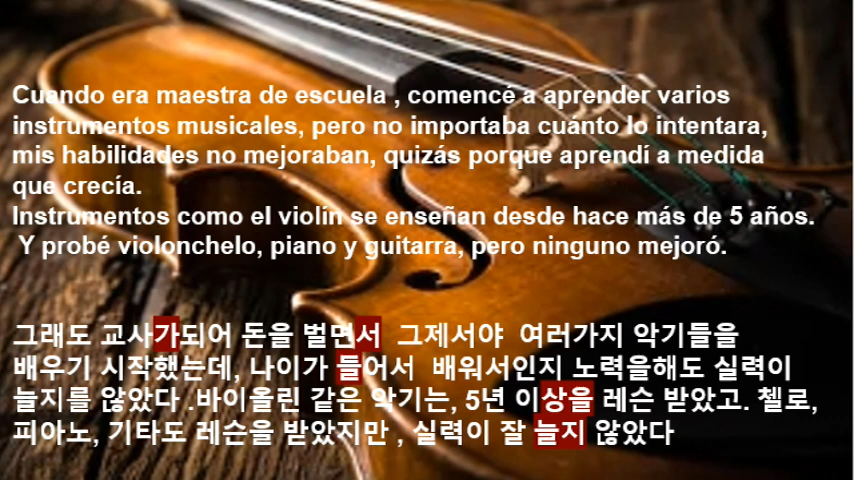 Cuando era maestra de escuela , comencé a aprender varios
instrumentos musicales, pero no importaba cuánto lo intentara,
mis habilidades no mejoraban, quizás porque aprendí a medida
que crecía.
Instrumentos como el violín se enseñan desde hace más de 5 años.
Y probé violonchelo, piano y guitarra, pero ninguno mejoró.
그래도 교사가되어 돈을 벌면서 그제서야 여러가지 악기들을
배우기 시작했는데, 나이가 들어서 배워서인지 노력을해도 실력이
늘지를 않았다 .바이올린 같은 악기는, 5년 이상을 레슨 받았고. 첼로,
피아노, 기타도 레슨을 받았지만 , 실력이 잘 늘지 않았다